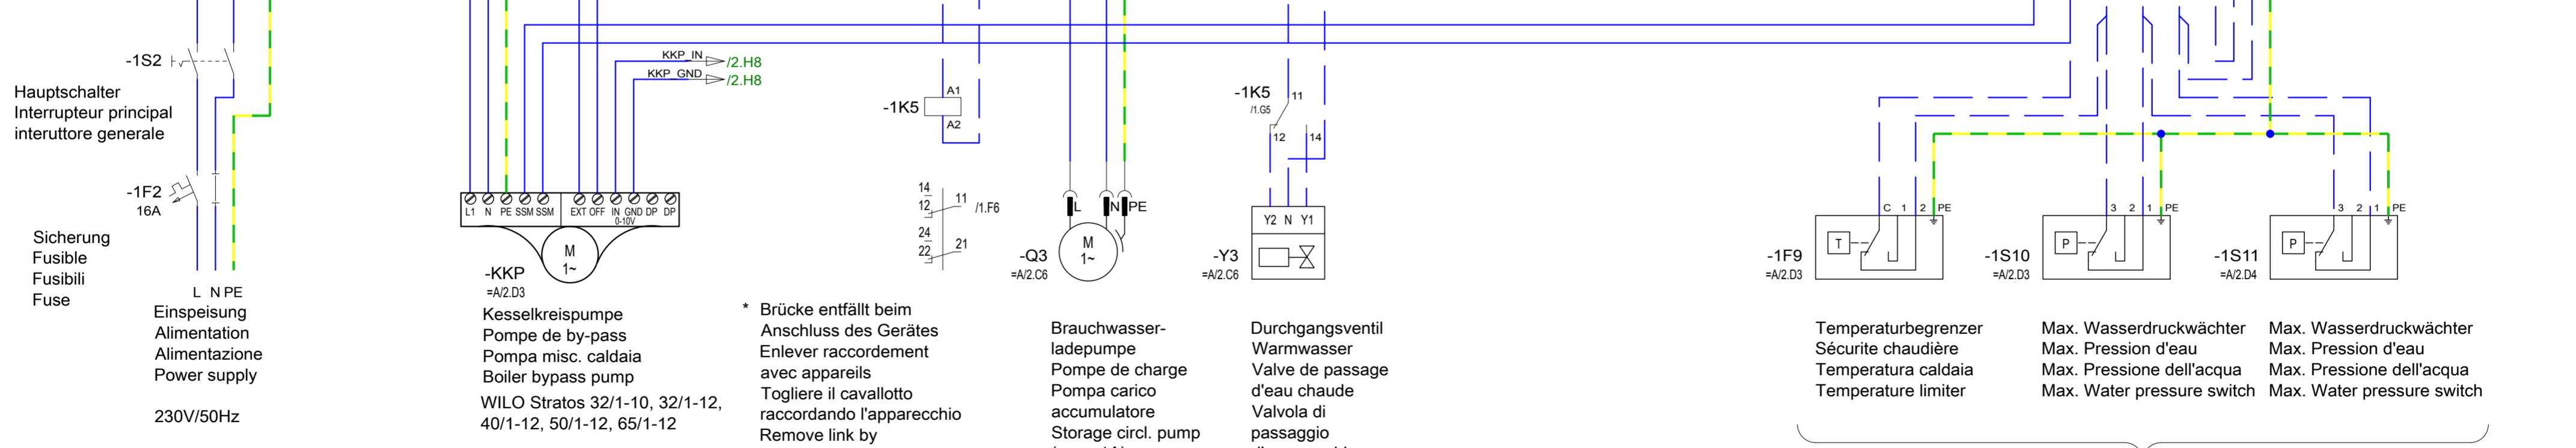 -1S2
Hauptschalter
Interrupteur principal
interuttore generale
-1F2
16A
Sicherung
Fusible
Fusibili
Fuse
L N PE
Einspeisung
Alimentation
Alimentazione
Power supply
230V/50Hz
KKP_IN /2.H8
KKP_GND /2.H8
L1 N PE SSM SSM EXT OFF IN GND DP DP
0-10V
M
1~
-KKP
=A/2.D3
Kesselkreispumpe
Pompe de by-pass
Pompa misc. caldaia
Boiler bypass pump
WILO Stratos 32/1-10, 32/1-12,
40/1-12, 50/1-12, 65/1-12
* Brücke entfällt beim
Anschluss des Gerätes
Enlever raccordement
avec appareils
Togliere il cavallotto
raccordando l'apparecchio
Remove link by
-1K5
A1
A2
14
12
11
/1.F6
24
22
21
L N PE
M
1~
-Q3
=A/2.C6
Brauchwasser-
ladepumpe
Pompe de charge
Pompa carico
accumulatore
Storage circl. pump
-1K5
/1.G5
11
12 14
Y2 N Y1
-Y3
=A/2.C6
Durchgangsventil
Warmwasser
Valve de passage
d'eau chaude
Valvola di
passaggio
C 1 2 PE
T
-1F9
=A/2.D3
Temperaturbegrenzer
Sécurite chaudière
Temperatura caldaia
Temperature limiter
3 2 1 PE
P
-1S10
=A/2.D3
Max. Wasserdruckwächter
Max. Pression d'eau
Max. Pressione dell'acqua
Max. Water pressure switch
3 2 1 PE
P
-1S11
=A/2.D4
Max. Wasserdruckwächter
Max. Pression d'eau
Max. Pressione dell'acqua
Max. Water pressure switch